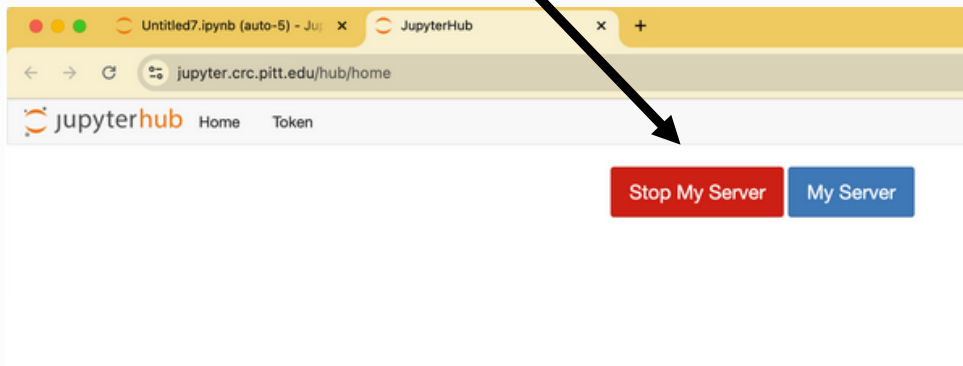 Untitled7.ipynb (auto-5) - Ju
JupyterHub
jupyter.crc.pitt.edu/hub/home
jupyterhub Home Token
Stop My Server My Server